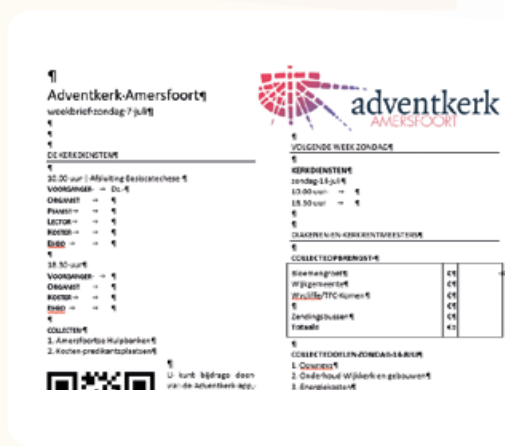 ¶
Adventkerk·Amersfoort¶
weekbrief·zondag·7·juli¶
¶
¶
¶
DE·KERKDIENSTEN¶
¶
10.00·uur·|·Afsluiting·Basiscatechese·¶
VOORGANGER· → Ds.·¶
ORGANIST → ¶
PIANIST→ → ¶
LECTOR→ → ¶
KOSTER→ → ¶
EHBO → → ¶
¶
18.30·uur¶
VOORGANGER· → ¶
ORGANIST → ¶
KOSTER→ → ¶
EHBO → → ¶
¶
COLLECTEN¶
1.·Amersfoortse·Hulpbanken¶
2.·Kosten·predikantsplaatsen¶
¶
U· kunt· bijdrage· doen·
via·de·Adventkerk-app,·
adventkerk
AMERSFOORT
¶
VOLGENDE·WEEK·ZONDAG¶
¶
KERKDIENSTEN¶
zondag·14·juli·¶
10.00·uur· → ¶
18.30·uur → ¶
¶
¶
DIAKENEN·EN·KERKRENTMEESTERS¶
¶
COLLECTEOPBRENGST·¶
Bloemengroet¶ €¶
Wijkgemeente¶ €¶
Wycliffe/TFC-Kumen·¶ €¶
¶ €¶
Zendingsbussen¶ €¶
Totaal¤ €¤
¶
COLLECTEDOELEN·ZONDAG·14·JULI¶
2.·Onderhoud·Wijkkerk·en·gebouwen¶
3.·Energiekosten¶